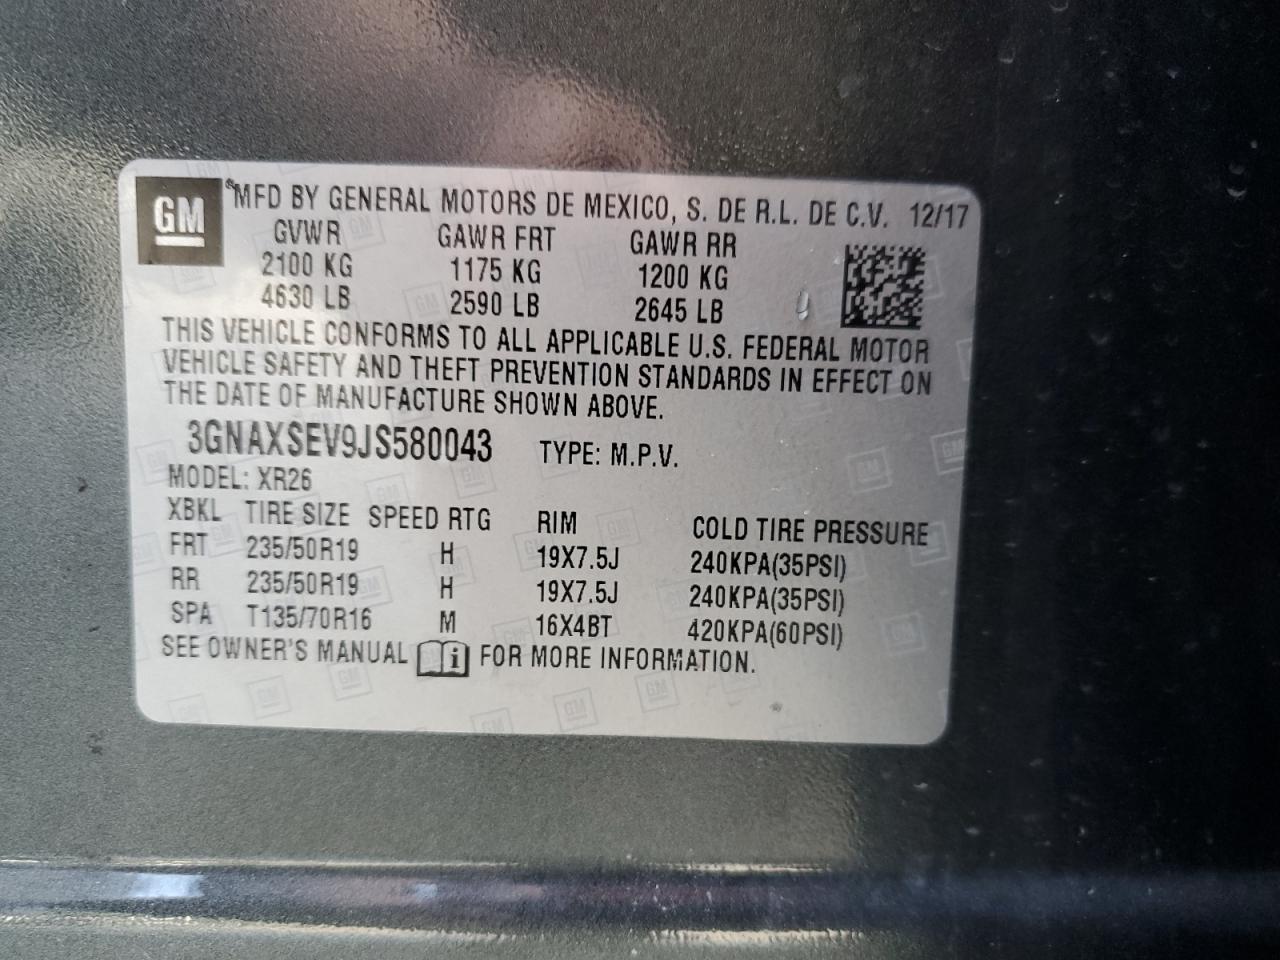 GM ® MFD BY GENERAL MOTORS DE MEXICO, S. DE R.L. DE C.V. 12/17
GVWR GAWR FRT GAWR RR
2100 KG 1175 KG 1200 KG
4630 LB 2590 LB 2645 LB
THIS VEHICLE CONFORMS TO ALL APPLICABLE U.S. FEDERAL MOTOR
VEHICLE SAFETY AND THEFT PREVENTION STANDARDS IN EFFECT ON
THE DATE OF MANUFACTURE SHOWN ABOVE.
3GNAXSEV9JS580043 TYPE: M.P.V.
MODEL: XR26
XBKL TIRE SIZE SPEED RTG RIM COLD TIRE PRESSURE
FRT 235/50R19 H 19X7.5J 240KPA(35PSI)
RR 235/50R19 H 19X7.5J 240KPA(35PSI)
SPA T135/70R16 M 16X4BT 420KPA(60PSI)
SEE OWNER'S MANUAL i FOR MORE INFORMATION.